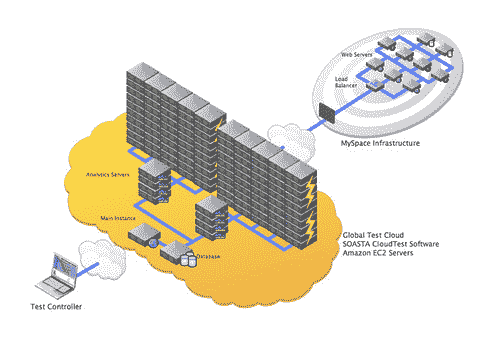 Web Servers
Load
Balancer
MySpace Infrastructure
Analytics Servers
Main Instance
Database
Global Test Cloud
SOASTA CloudTest Software
Amazon EC2 Servers
Test Controller